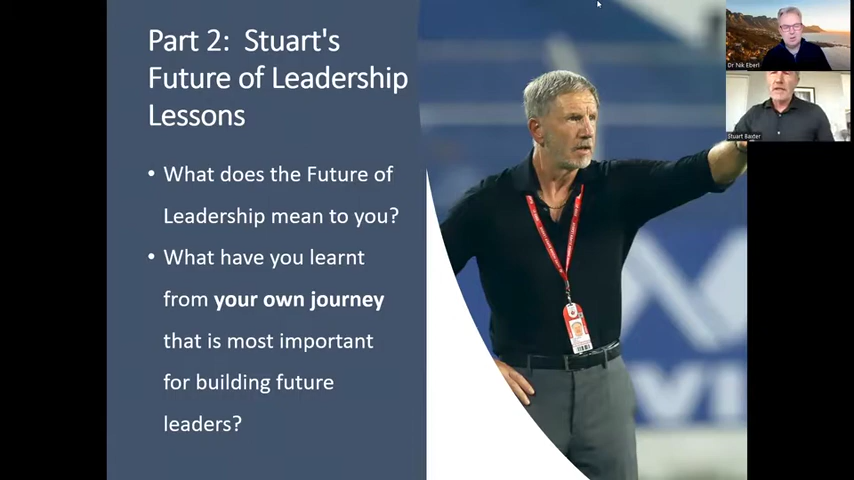 Part 2: Stuart's
Future of Leadership
Lessons
• What does the Future of
Leadership mean to you?
• What have you learnt
from your own journey
that is most important
for building future
leaders?
Dr Nik Eberl
Stuart Baxter